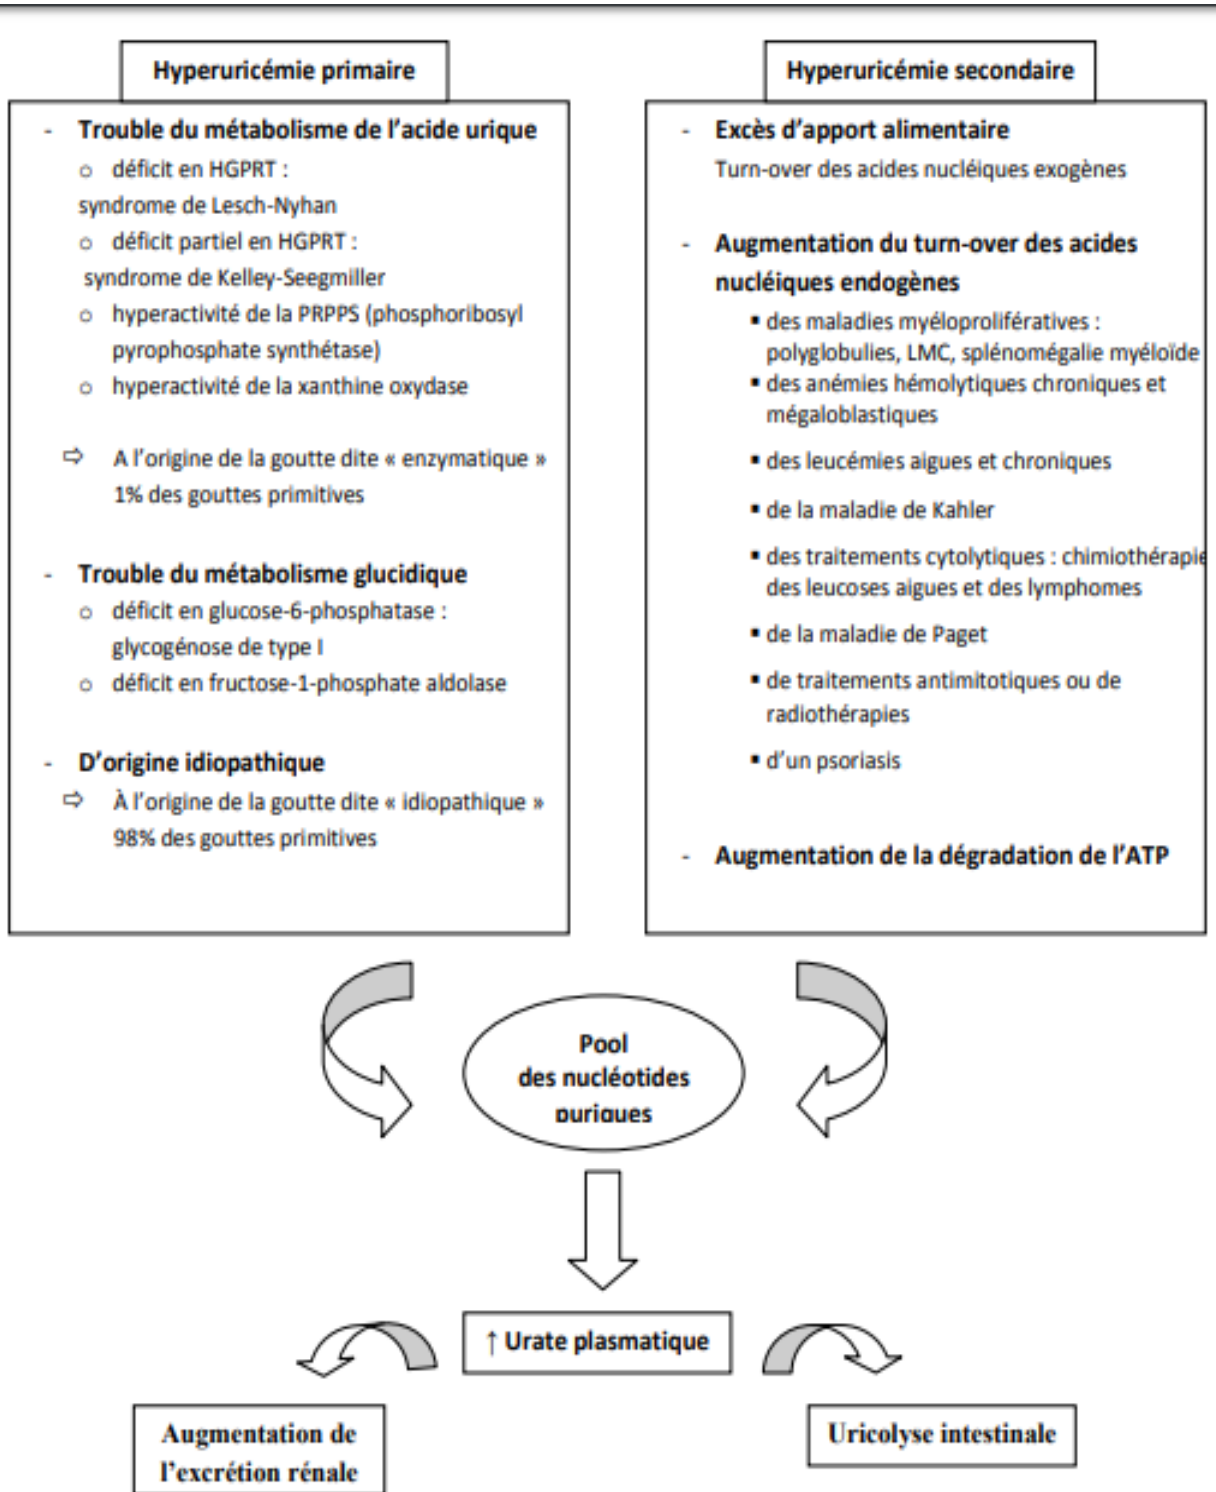 Hyperuricémie primaire
- Trouble du métabolisme de l'acide urique
o déficit en HGPRT :
syndrome de Lesch-Nyhan
o déficit partiel en HGPRT :
syndrome de Kelley-Seegmiller
o hyperactivité de la PRPPS (phosphoribosyl
pyrophosphate synthétase)
o hyperactivité de la xanthine oxydase
⇨ A l'origine de la goutte dite « enzymatique »
1% des gouttes primitives
- Trouble du métabolisme glucidique
o déficit en glucose-6-phosphatase :
glycogénose de type I
o déficit en fructose-1-phosphate aldolase
- D'origine idiopathique
⇨ À l'origine de la goutte dite « idiopathique »
98% des gouttes primitives
Hyperuricémie secondaire
- Excès d'apport alimentaire
Turn-over des acides nucléiques exogènes
- Augmentation du turn-over des acides
nucléiques endogènes
▪ des maladies myéloprolifératives :
polyglobulies, LMC, splénomégalie myéloïde
▪ des anémies hémolytiques chroniques et
mégaloblastiques
▪ des leucémies aigues et chroniques
▪ de la maladie de Kahler
▪ des traitements cytolytiques : chimiothérapie
des leucoses aigues et des lymphomes
▪ de la maladie de Paget
▪ de traitements antimitotiques ou de
radiothérapies
▪ d'un psoriasis
- Augmentation de la dégradation de l'ATP
Pool
des nucléotides
puriques
↑ Urate plasmatique
Augmentation de
l'excrétion rénale
Uricolyse intestinale